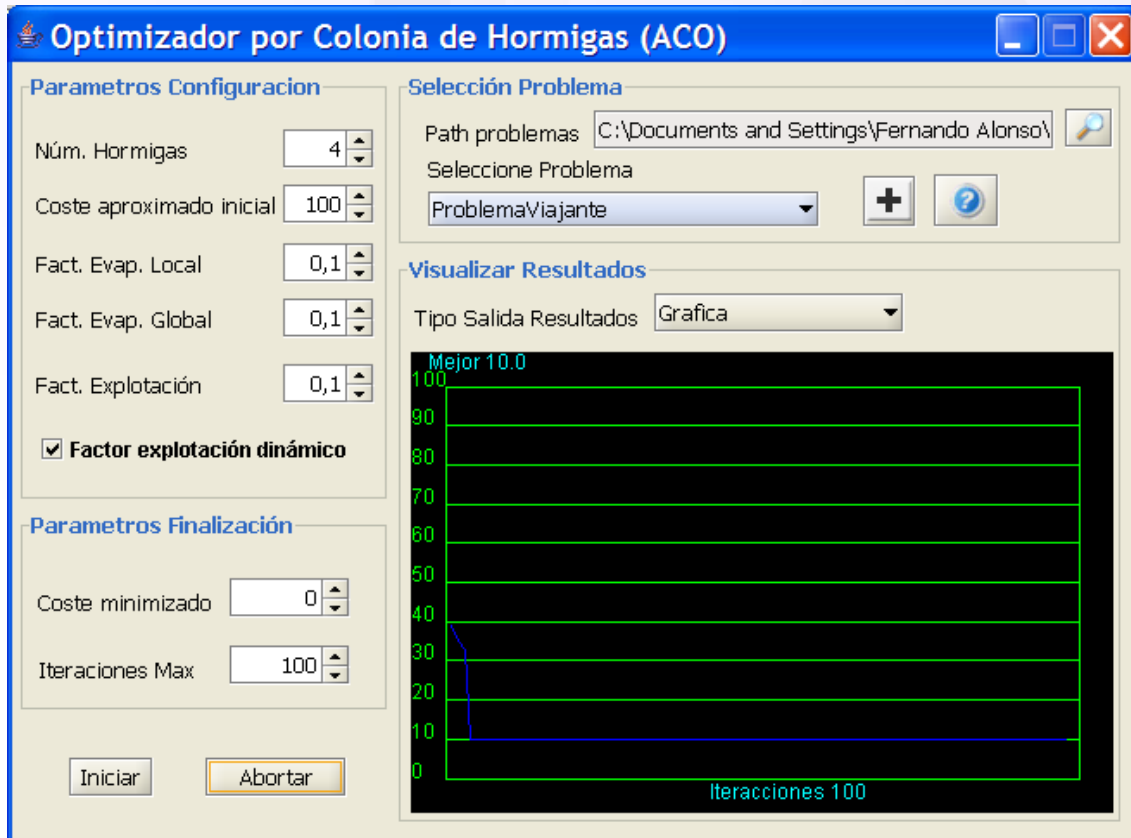 Optimizador por Colonia de Hormigas (ACO)
Parametros Configuracion
Núm. Hormigas 4
Coste aproximado inicial 100
Fact. Evap. Local 0,1
Fact. Evap. Global 0,1
Fact. Explotación 0,1
Factor explotación dinámico
Parametros Finalización
Coste minimizado 0
Iteraciones Max 100
Iniciar Abortar
Selección Problema
Path problemas C:\Documents and Settings\Fernando Alonso\
Seleccione Problema
ProblemaViajante
Visualizar Resultados
Tipo Salida Resultados Grafica
Mejor 10.0
100
90
80
70
60
50
40
30
20
10
0
Iteracciones 100